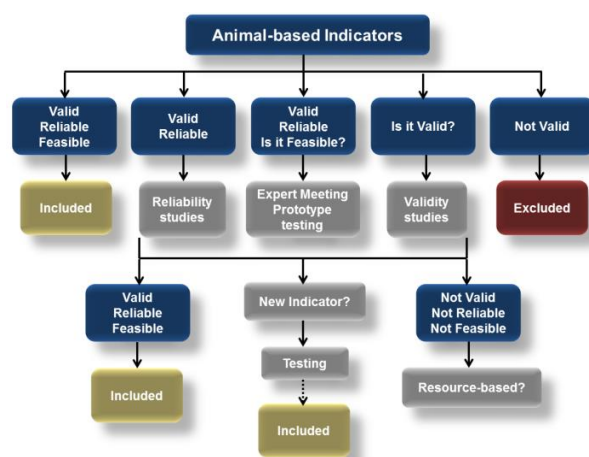 Animal-based Indicators
Valid
Reliable
Feasible
Valid
Reliable
Valid
Reliable
Is it Feasible?
Is it Valid?
Not Valid
Included
Reliability
studies
Expert Meeting
Prototype
testing
Validity
studies
Excluded
Valid
Reliable
Feasible
New Indicator?
Not Valid
Not Reliable
Not Feasible
Testing
Included
Resource-based?
Included